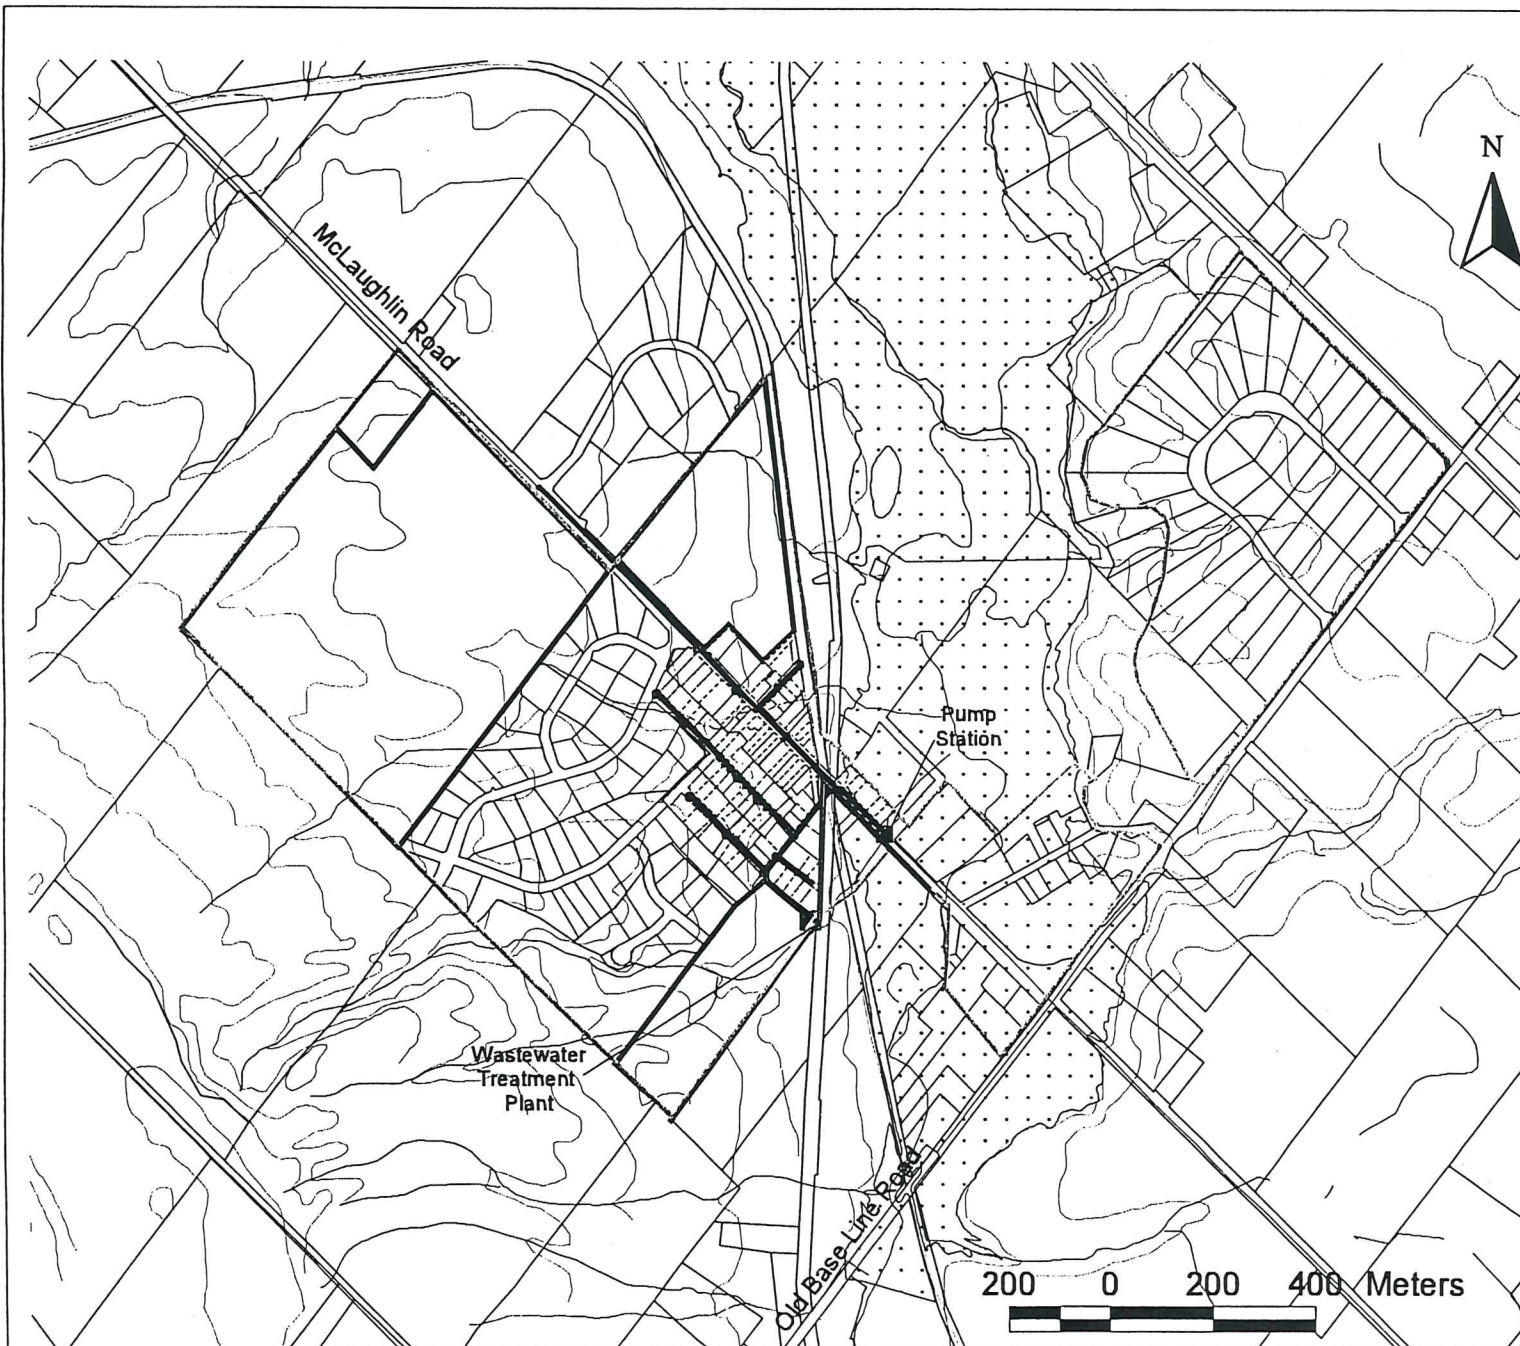 N
McLaughlin Road
Pump
Station
Wastewater
Treatment
Plant
Old Base Line Road
200 0 200 400 Meters